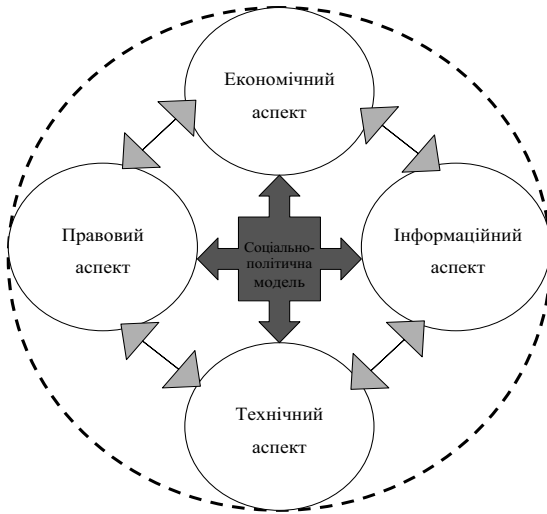 Економічний
аспект
Правовий
аспект
Соціально-
політична
модель
Інформаційний
аспект
Технічний
аспект